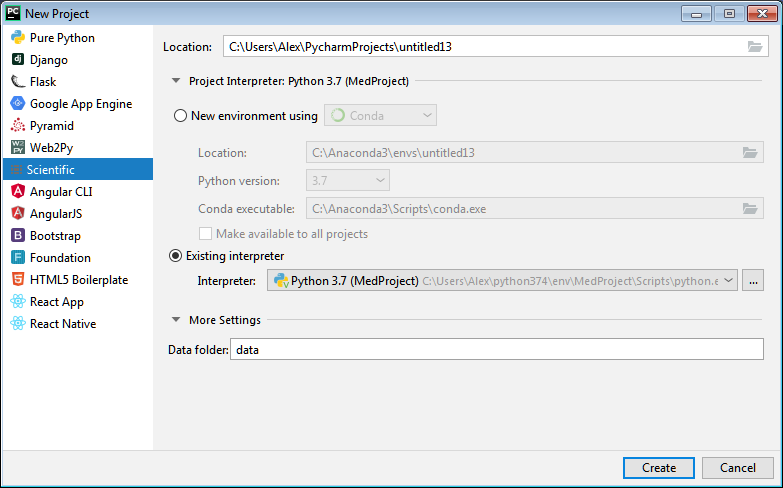 PC New Project
Pure Python
dj Django
Flask
Google App Engine
Pyramid
W2PY Web2Py
Scientific
Angular CLI
AngularJS
B Bootstrap
Foundation
HTML5 Boilerplate
React App
React Native
Location: C:\Users\Alex\PycharmProjects\untitled13
Project Interpreter: Python 3.7 (MedProject)
New environment using Conda
Location: C:\Anaconda3\envs\untitled13
Python version: 3.7
Conda executable: C:\Anaconda3\Scripts\conda.exe
Make available to all projects
Existing interpreter
Interpreter: Python 3.7 (MedProject) C:\Users\Alex\python374\env\MedProject\Scripts\python.e ...
More Settings
Data folder: data
Create Cancel